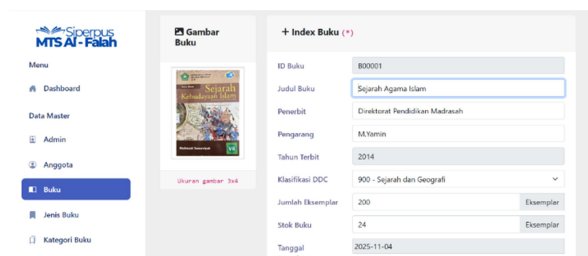 Siperpus
MTS Al - Falah
Menu
Dashboard
Data Master
Admin
Anggota
Buku
Jenis Buku
Kategori Buku
Gambar
Buku
Sejarah
Kebudayaan Islam
VII
Ukuran gambar 3x4
+ Index Buku (*)
ID Buku B00001
Judul Buku Sejarah Agama Islam
Penerbit Direktorat Pendidikan Madrasah
Pengarang M.Yamin
Tahun Terbit 2014
Klasifikasi DDC 900 - Sejarah dan Geografi
Jumlah Eksemplar 200 Eksemplar
Stok Buku 24 Eksemplar
Tanggal 2025-11-04